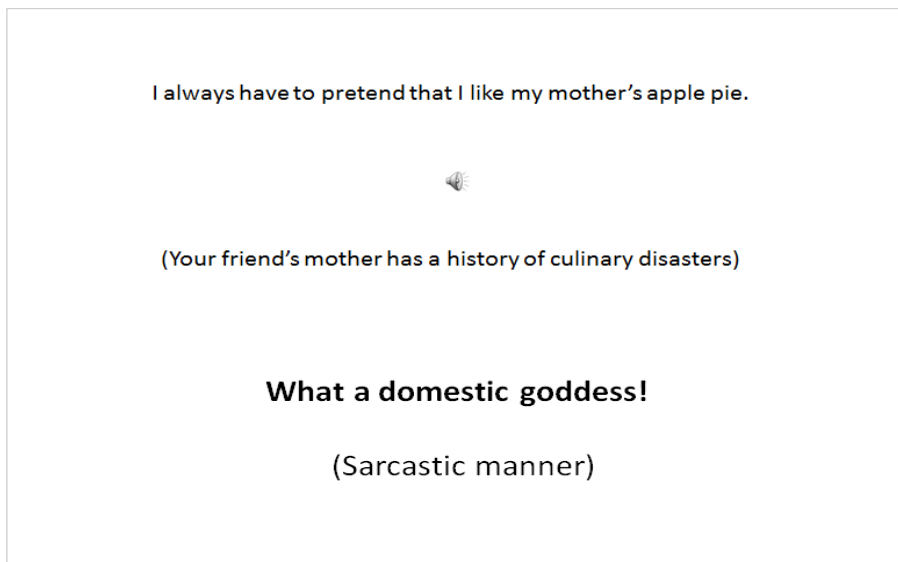 I always have to pretend that I like my mother’s apple pie.
(Your friend’s mother has a history of culinary disasters)
What a domestic goddess!
(Sarcastic manner)